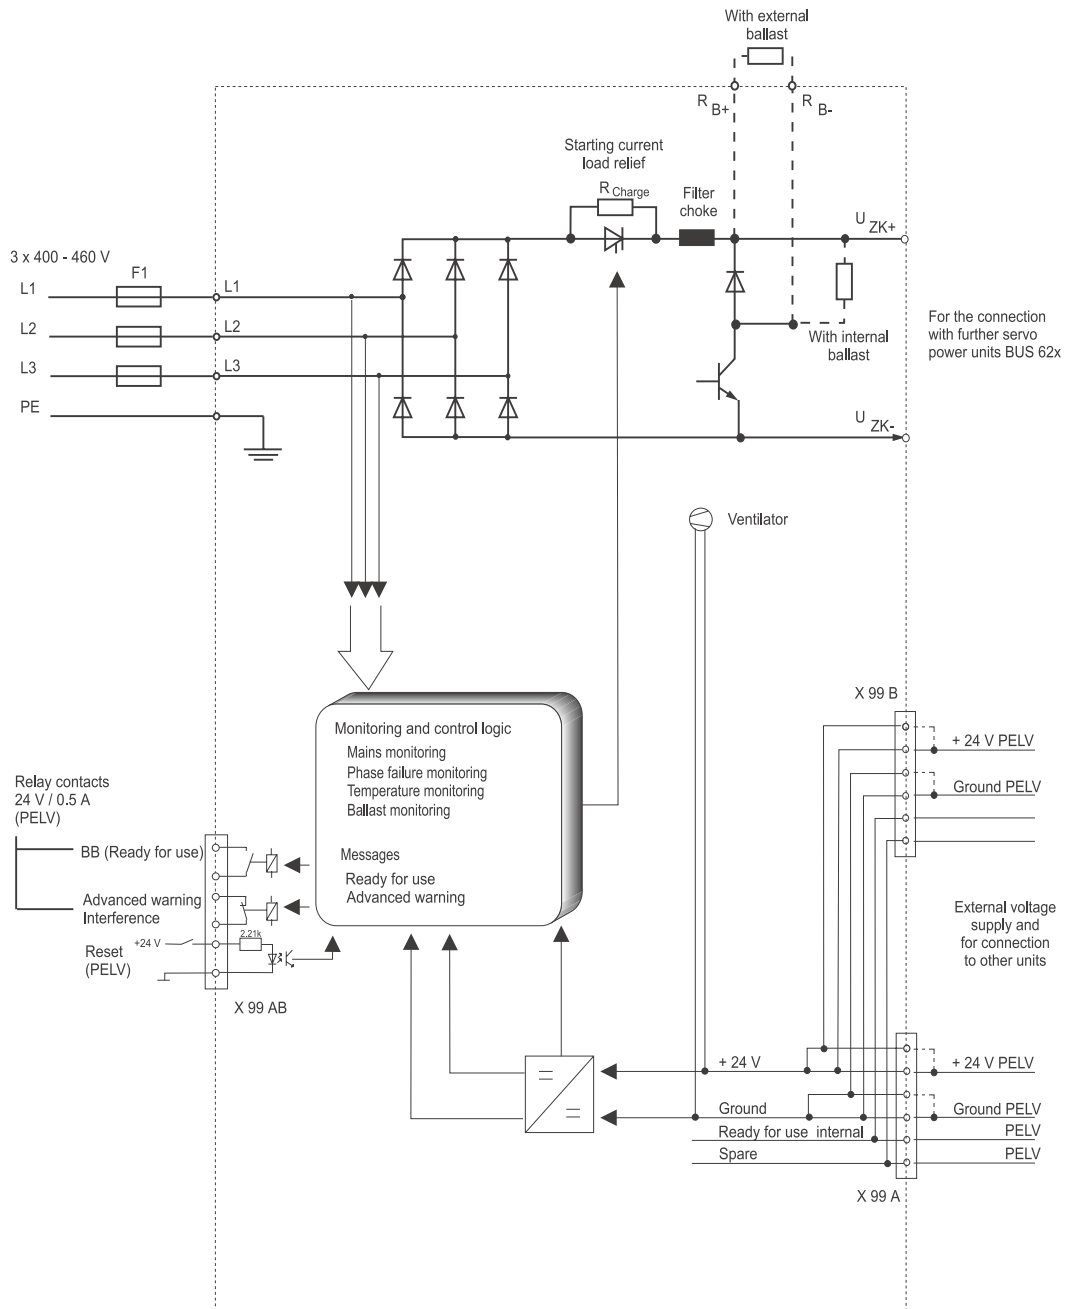 With external
ballast
R B+
R B-
Starting current
load relief
R Charge
Filter
choke
U ZK+
3 x 400 - 460 V
F1
L1
L1
L2
L2
L3
L3
PE
For the connection
with further servo
power units BUS 62x
With internal
ballast
U ZK-
Ventilator
X 99 B
Monitoring and control logic
Mains monitoring
Phase failure monitoring
Temperature monitoring
Ballast monitoring
Messages
Ready for use
Advanced warning
+ 24 V PELV
Ground PELV
Relay contacts
24 V / 0.5 A
(PELV)
BB (Ready for use)
Advanced warning
Interference
Reset
(PELV)
+24 V
2,21k
X 99 AB
External voltage
supply and
for connection
to other units
+ 24 V
+ 24 V PELV
Ground
Ground PELV
Ready for use internal
PELV
Spare
PELV
X 99 A